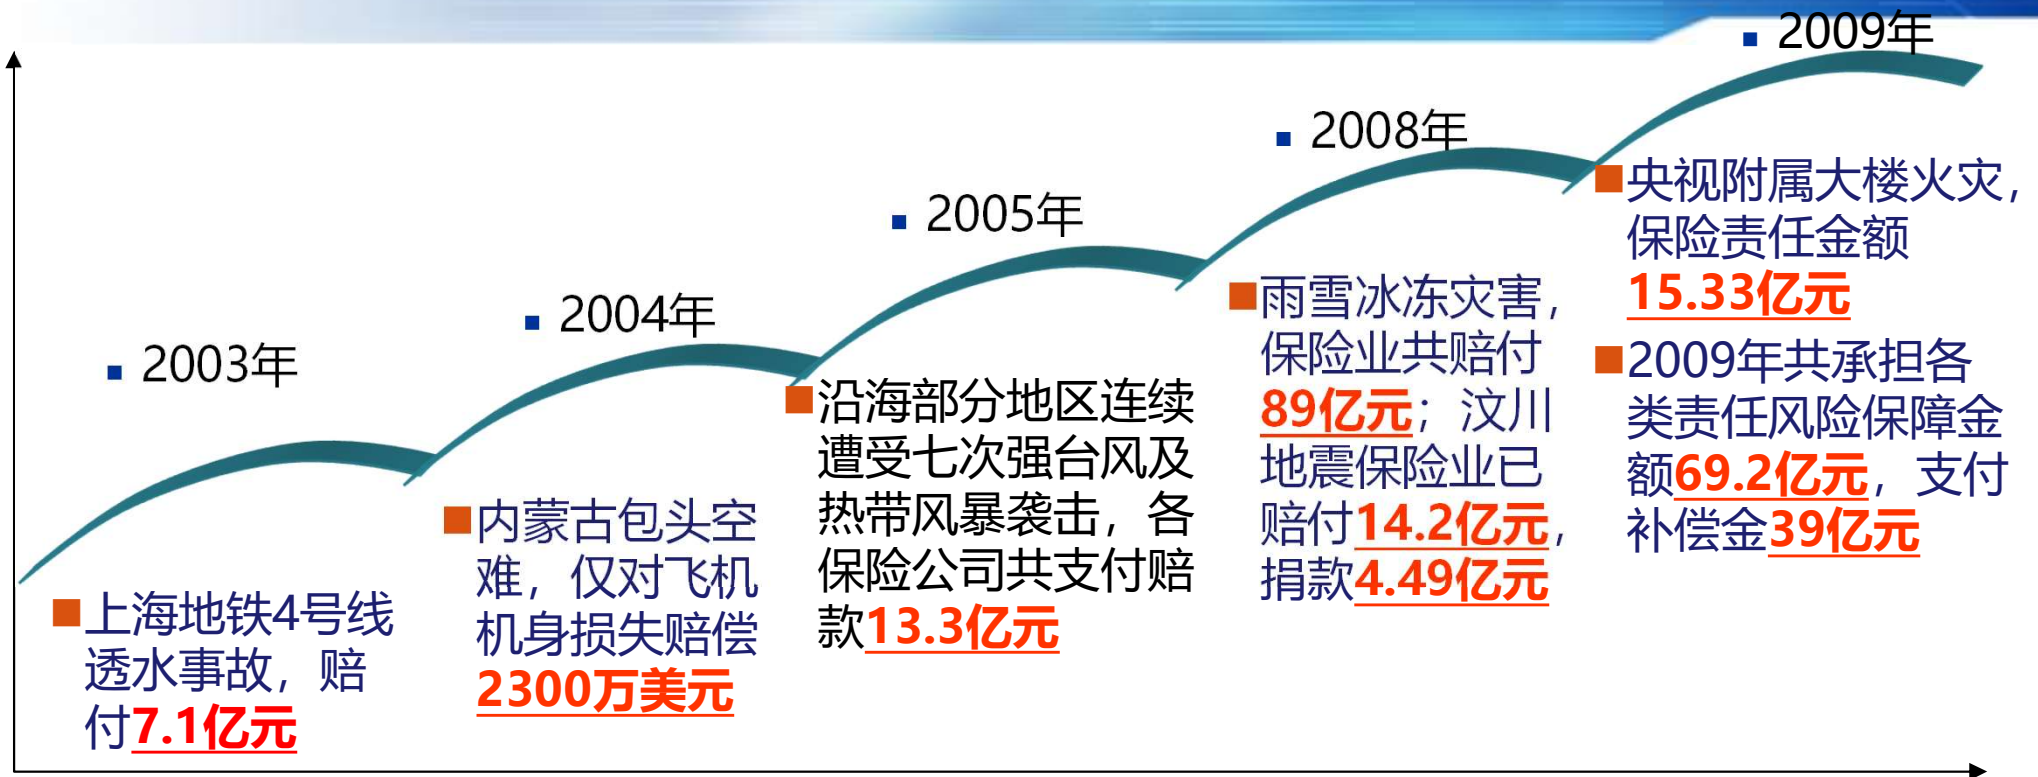 2003年
上海地铁4号线
透水事故，赔
付7.1亿元
2004年
内蒙古包头空
难，仅对飞机
机身损失赔偿
2300万美元
2005年
沿海部分地区连续
遭受七次强台风及
热带风暴袭击，各
保险公司共支付赔
款13.3亿元
2008年
雨雪冰冻灾害，
保险业共赔付
89亿元；汶川
地震保险业已
赔付14.2亿元，
捐款4.49亿元
2009年
央视附属大楼火灾，
保险责任金额
15.33亿元
2009年共承担各
类责任风险保障金
额69.2亿元，支付
补偿金39亿元